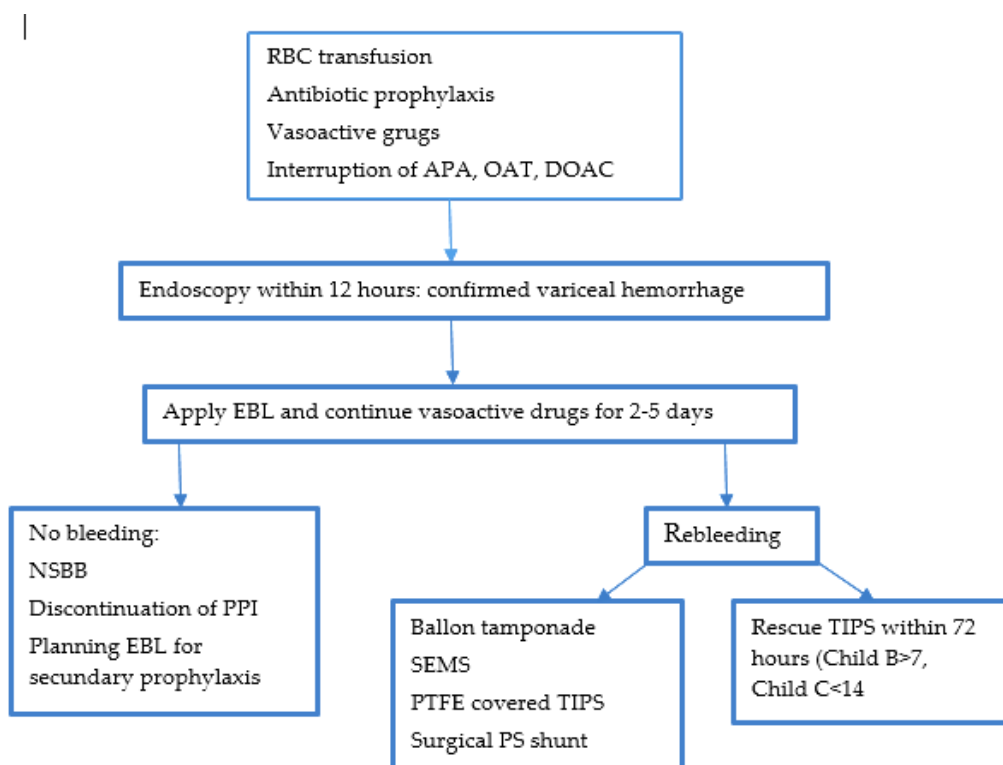 RBC transfusion
Antibiotic prophylaxis
Vasoactive grugs
Interruption of APA, OAT, DOAC
Endoscopy within 12 hours: confirmed variceal hemorrhage
Apply EBL and continue vasoactive drugs for 2-5 days
No bleeding:
NSBB
Discontinuation of PPI
Planning EBL for
secundary prophylaxis
Rebleeding
Ballon tamponade
SEMS
PTFE covered TIPS
Surgical PS shunt
Rescue TIPS within 72
hours (Child B>7,
Child C<14